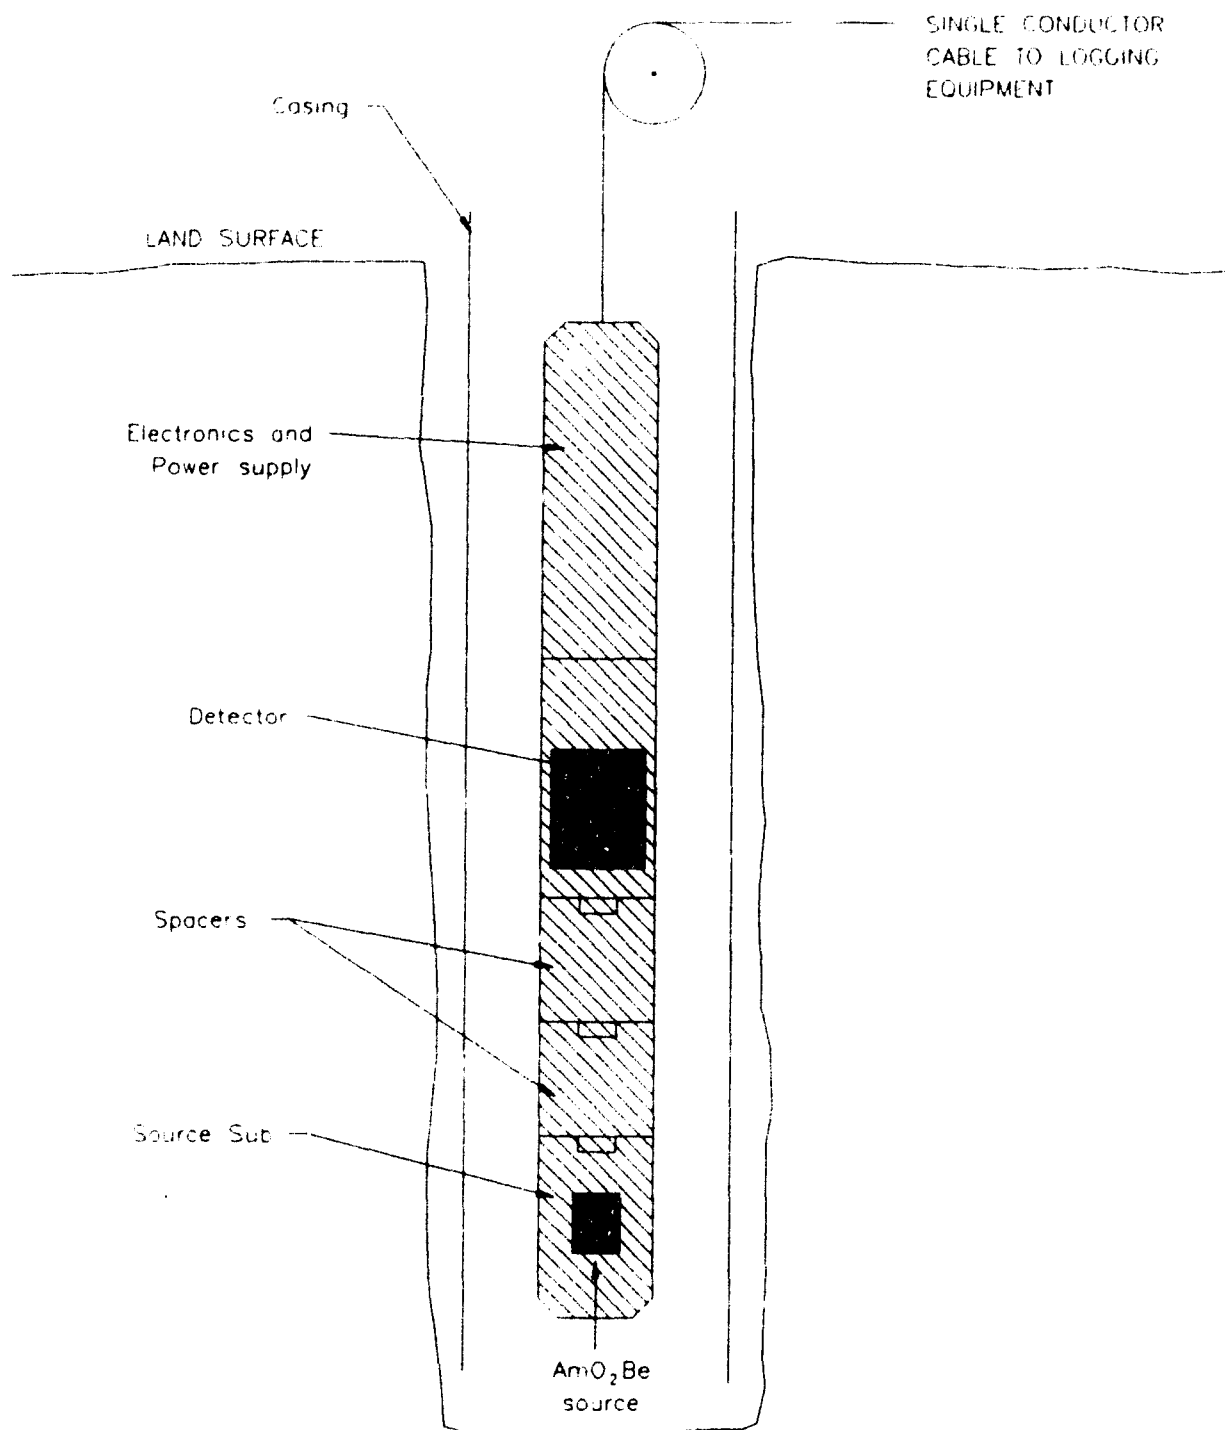 SINGLE CONDUCTOR
CABLE TO LOGGING
EQUIPMENT
Casing
LAND SURFACE
Electronics and
Power supply
Detector
Spacers
Source Sub
AmO₂Be
source